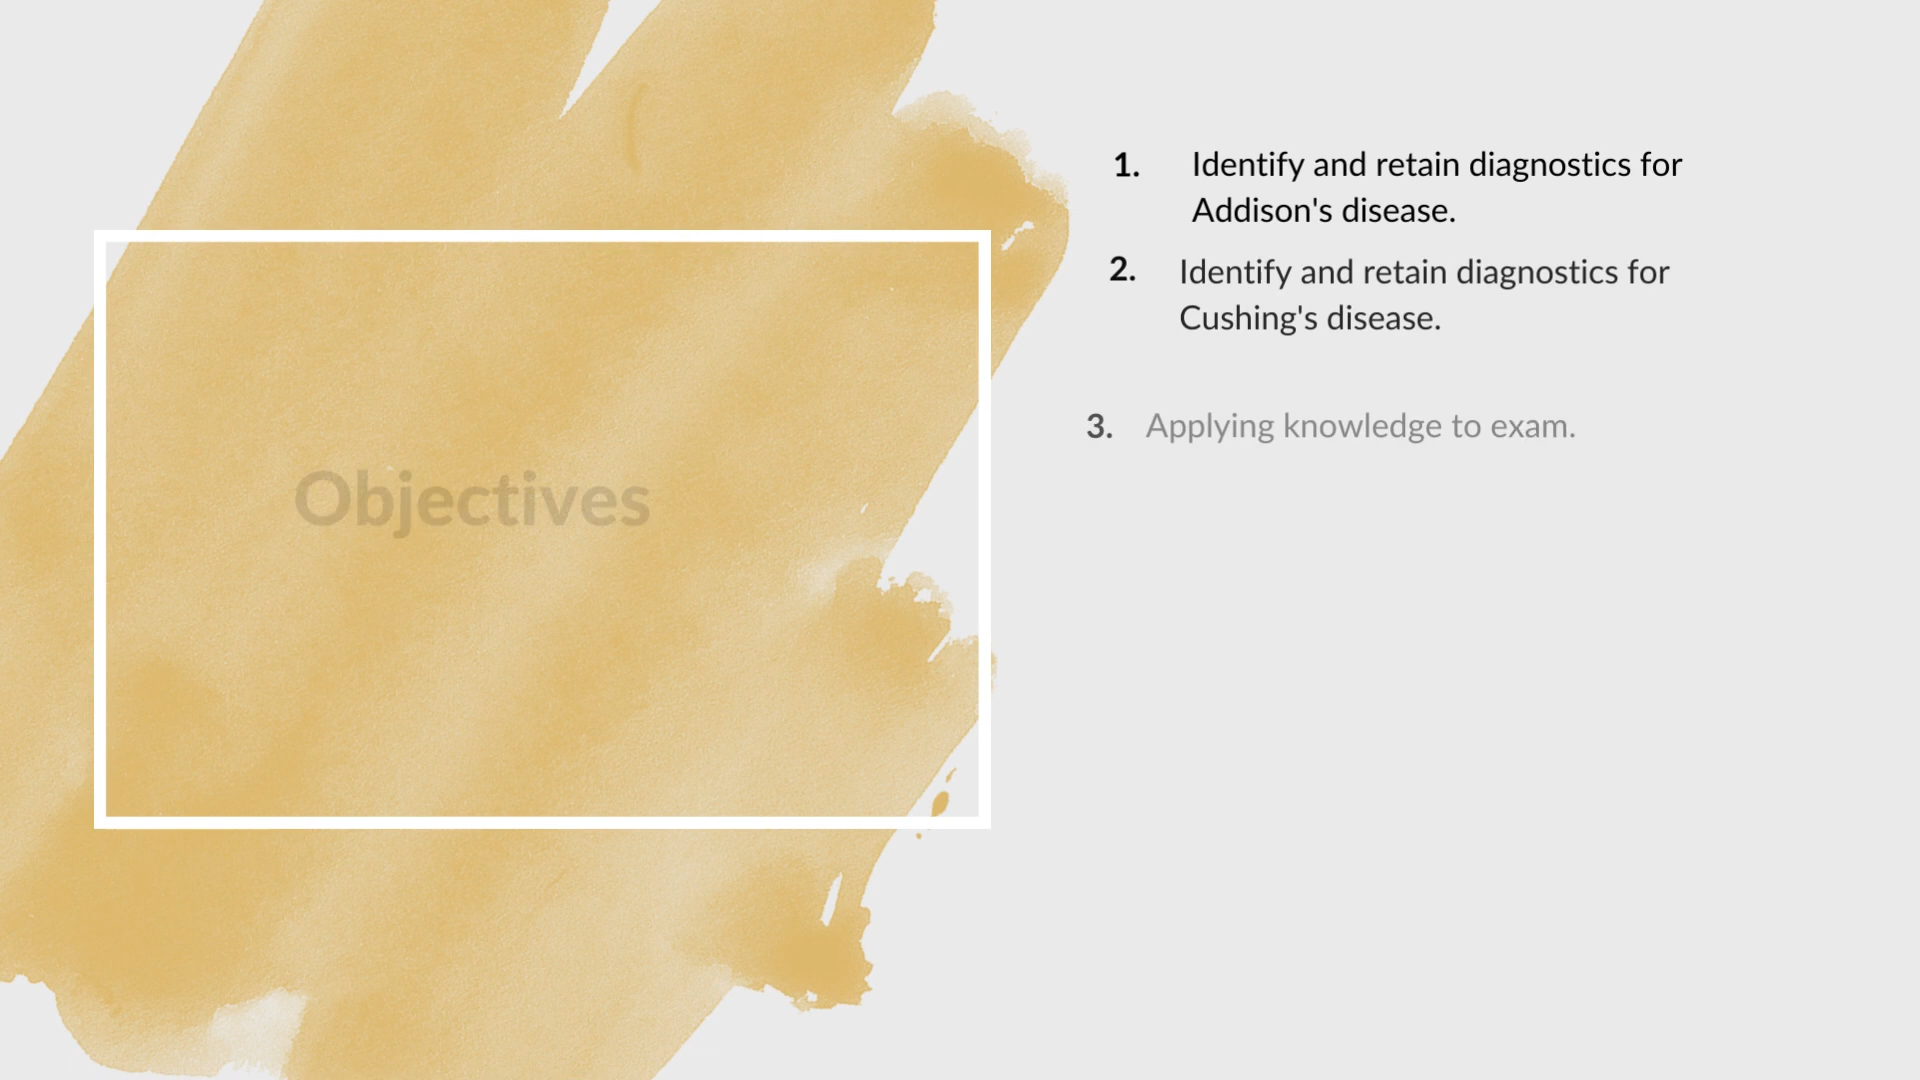 Objectives
1. Identify and retain diagnostics for
Addison's disease.
2. Identify and retain diagnostics for
Cushing's disease.
3. Applying knowledge to exam.